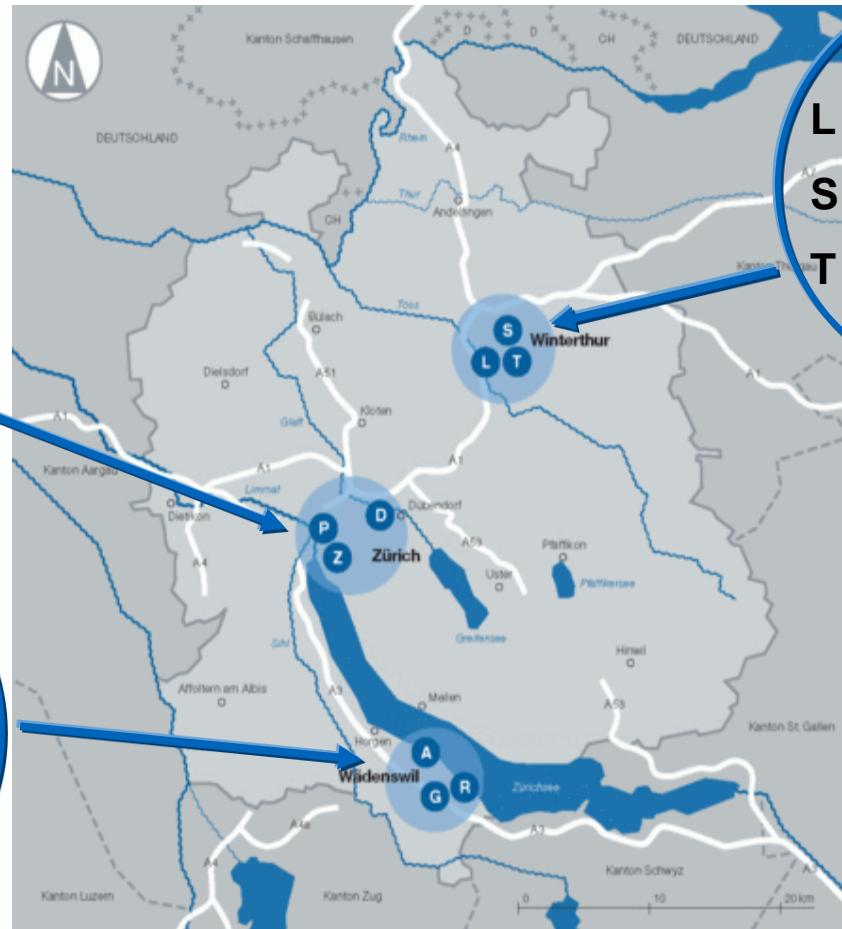 Kanton Schaffhausen
D
D
CH
DEUTSCHLAND
N
DEUTSCHLAND
Rhein
A4
L
S
T
Thur
Andelfingen
CH
Töss
Kanton Thurgau
Bülach
S
Winterthur
L
T
Dielsdorf
A51
A1
Kloten
Glatt
A1
Kanton Aargau
A1
A1
Limmat
Dietikon
P
D
Dübendorf
Z
Zürich
A53
Pfäffikon
A4
Uster
Pfäffikersee
Greifensee
Sihl
Hinwil
Affoltern am Albis
A3
Meilen
A53
Kanton St. Gallen
Horgen
A
Wädenswil
G
R
Zürichsee
A4a
A3
A4
Kanton Schwyz
A3
Kanton Luzern
Kanton Zug
0 10 20 km